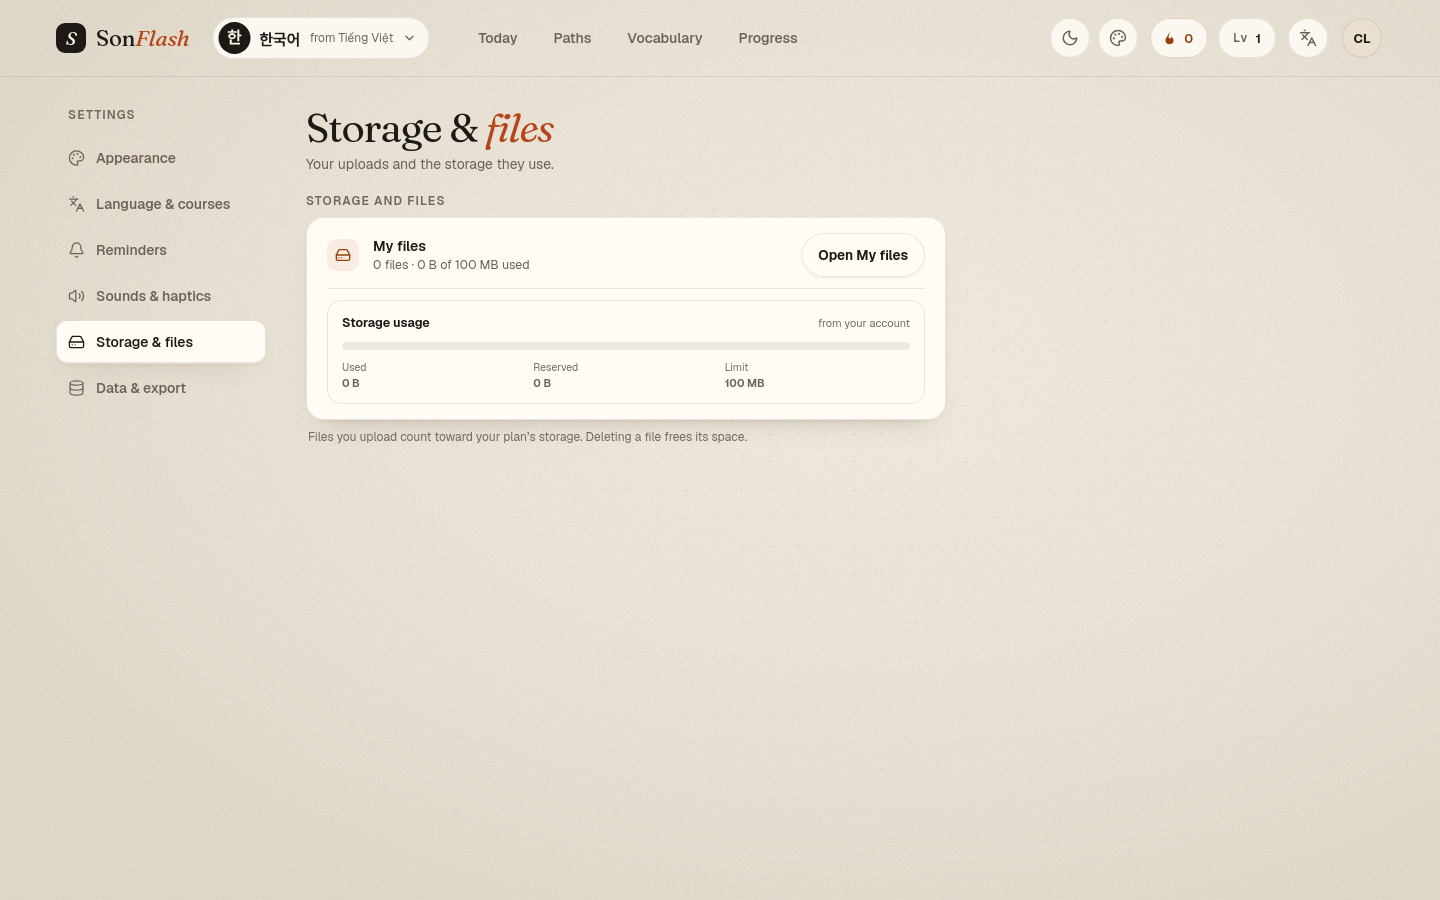 S SonFlash
한 한국어 from Tiếng Việt
Today Paths Vocabulary Progress
0
Lv 1
CL
SETTINGS
Appearance
Language & courses
Reminders
Sounds & haptics
Storage & files
Data & export
Storage & files
Your uploads and the storage they use.
STORAGE AND FILES
My files
0 files · 0 B of 100 MB used
Open My files
Storage usage
from your account
Used Reserved Limit
0 B 0 B 100 MB
Files you upload count toward your plan's storage. Deleting a file frees its space.